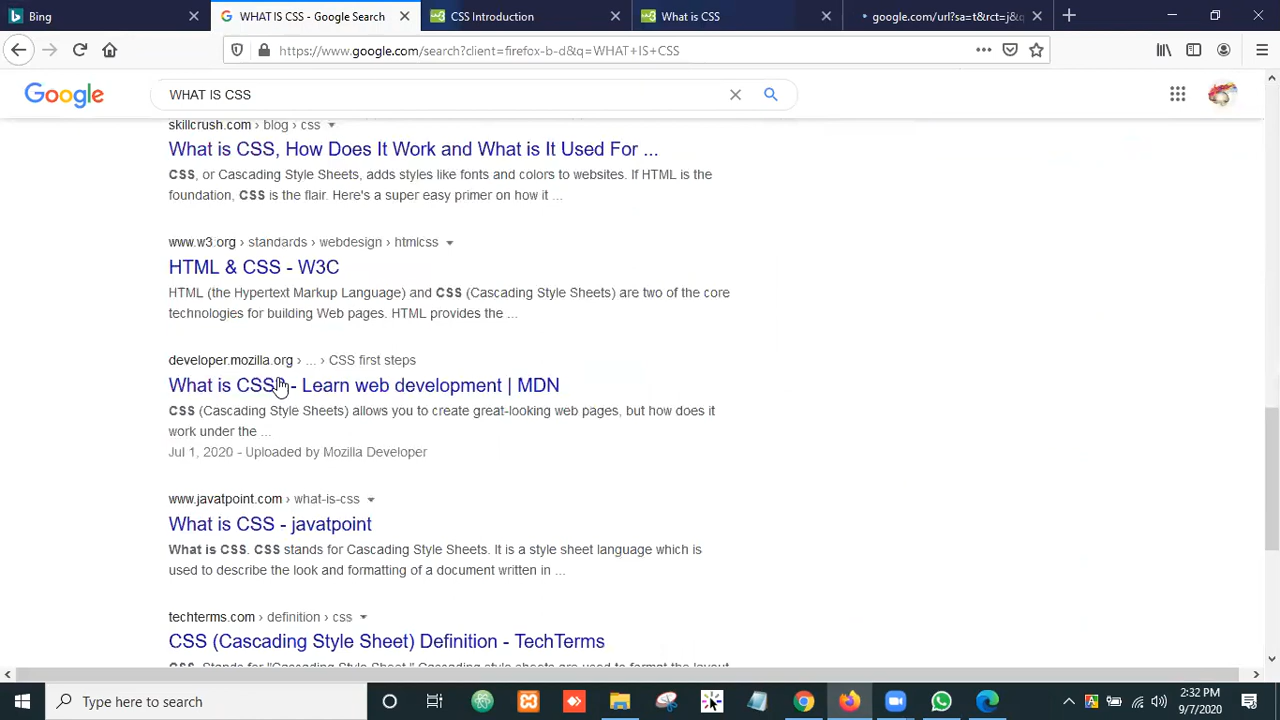 Bing
WHAT IS CSS - Google Search
CSS Introduction
What is CSS
google.com/url?sa=t&rct=j&q
https://www.google.com/search?client=firefox-b-d&q=WHAT+IS+CSS
Google
WHAT IS CSS
skillcrush.com › blog › css
What is CSS, How Does It Work and What is It Used For ...
CSS, or Cascading Style Sheets, adds styles like fonts and colors to websites. If HTML is the
foundation, CSS is the flair. Here's a super easy primer on how it ...
www.w3.org › standards › webdesign › htmlcss
HTML & CSS - W3C
HTML (the Hypertext Markup Language) and CSS (Cascading Style Sheets) are two of the core
technologies for building Web pages. HTML provides the ...
developer.mozilla.org › ... › CSS first steps
What is CSS - Learn web development | MDN
CSS (Cascading Style Sheets) allows you to create great-looking web pages, but how does it
work under the ...
Jul 1, 2020 - Uploaded by Mozilla Developer
www.javatpoint.com › what-is-css
What is CSS - javatpoint
What is CSS. CSS stands for Cascading Style Sheets. It is a style sheet language which is
used to describe the look and formatting of a document written in ...
techterms.com › definition › css
CSS (Cascading Style Sheet) Definition - TechTerms
CSS. Stands for "Cascading Style Sheet." Cascading style sheets are used to format the layout
Type here to search
2:32 PM
9/7/2020